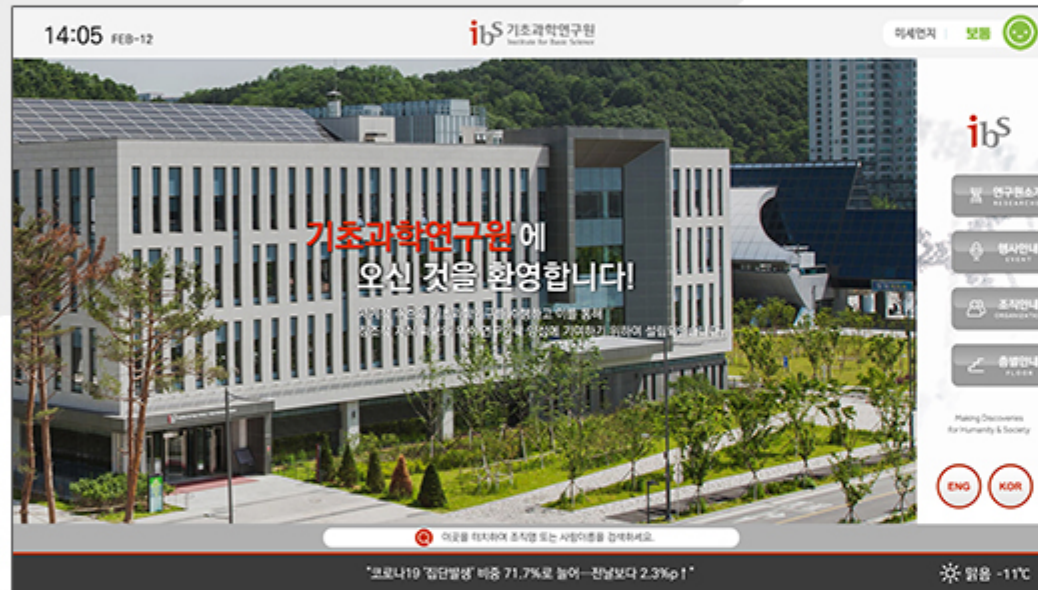 14:05 FEB-12
ibs 기초과학연구원
Institute for Basic Science
미세먼지 보통
기초과학연구원에
오신 것을 환영합니다!
ibs
연구원소개
RESEARCH
행사안내
EVENT
조직안내
ORGANIZATI
층별안내
FLOOR
Making Discoveries
for Humanity & Society
ENG KOR
이곳을 터치하여 조직명 또는 사람이름을 검색하세요.
"코로나19 '집단발생' 비중 71.7%로 늘어…전날보다 2.3%p↑"
맑음 -11℃